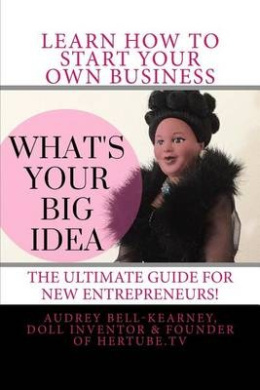 LEARN HOW TO
START YOUR
OWN BUSINESS
WHAT'S
YOUR
BIG
IDEA
THE ULTIMATE GUIDE FOR
NEW ENTREPRENEURS!
AUDREY BELL-KEARNEY,
DOLL INVENTOR & FOUNDER
OF HERTUBE.TV